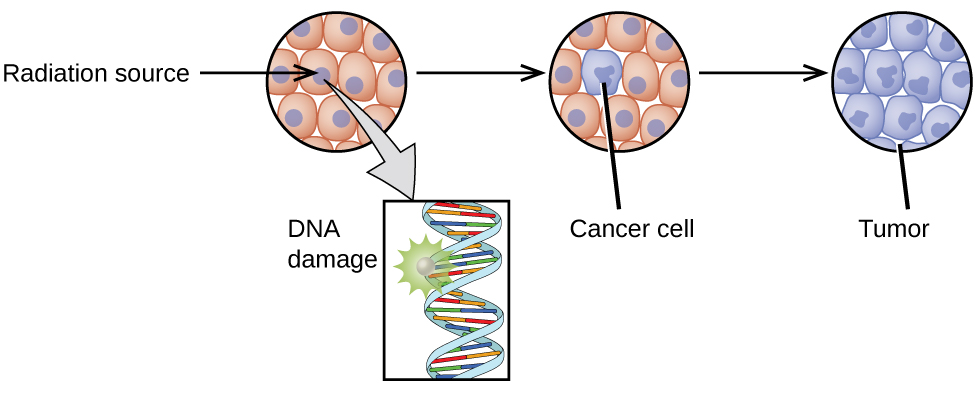 Radiation source
DNA
damage
Cancer cell
Tumor